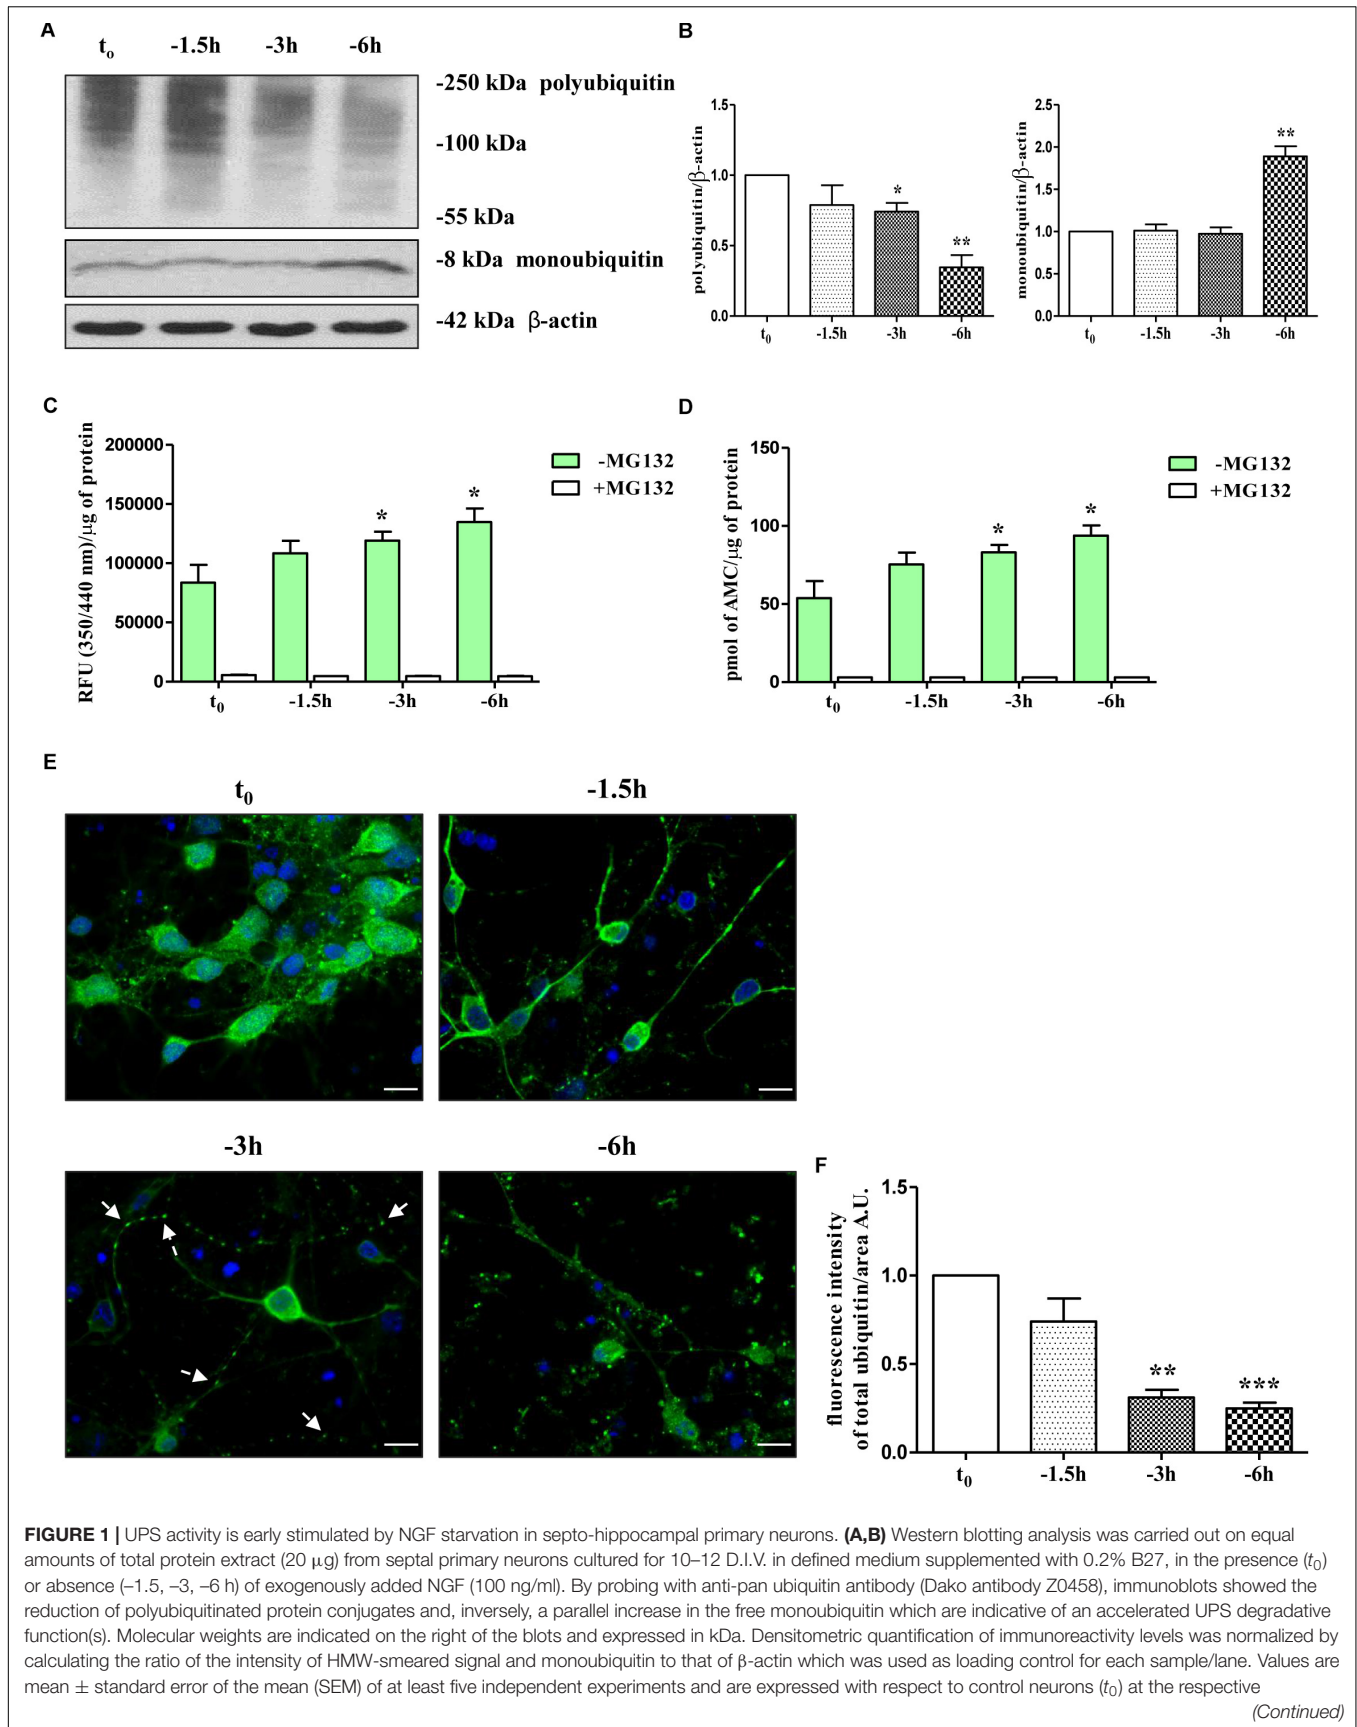 A
t₀ -1.5h -3h -6h
-250 kDa polyubiquitin
-100 kDa
-55 kDa
-8 kDa monoubiquitin
-42 kDa β-actin
B
polyubiquitin/β-actin
1.5
1.0
0.5
0.0
*
**
t₀ -1.5h -3h -6h
monoubiquitin/β-actin
2.5
2.0
1.5
1.0
0.5
0.0
**
t₀ -1.5h -3h -6h
C
RFU (350/440 nm)/µg of protein
200000
150000
100000
50000
0
*
*
-MG132
+MG132
t₀ -1.5h -3h -6h
D
pmol of AMC/µg of protein
150
100
50
0
*
*
-MG132
+MG132
t₀ -1.5h -3h -6h
E
t₀ -1.5h
-3h -6h
F
fluorescence intensity
of total ubiquitin/area A.U.
1.5
1.0
0.5
0.0
**
***
t₀ -1.5h -3h -6h
FIGURE 1 | UPS activity is early stimulated by NGF starvation in septo-hippocampal primary neurons. (A,B) Western blotting analysis was carried out on equal
amounts of total protein extract (20 µg) from septal primary neurons cultured for 10–12 D.I.V. in defined medium supplemented with 0.2% B27, in the presence (t₀)
or absence (–1.5, –3, –6 h) of exogenously added NGF (100 ng/ml). By probing with anti-pan ubiquitin antibody (Dako antibody Z0458), immunoblots showed the
reduction of polyubiquitinated protein conjugates and, inversely, a parallel increase in the free monoubiquitin which are indicative of an accelerated UPS degradative
function(s). Molecular weights are indicated on the right of the blots and expressed in kDa. Densitometric quantification of immunoreactivity levels was normalized by
calculating the ratio of the intensity of HMW-smeared signal and monoubiquitin to that of β-actin which was used as loading control for each sample/lane. Values are
mean ± standard error of the mean (SEM) of at least five independent experiments and are expressed with respect to control neurons (t₀) at the respective
(Continued)